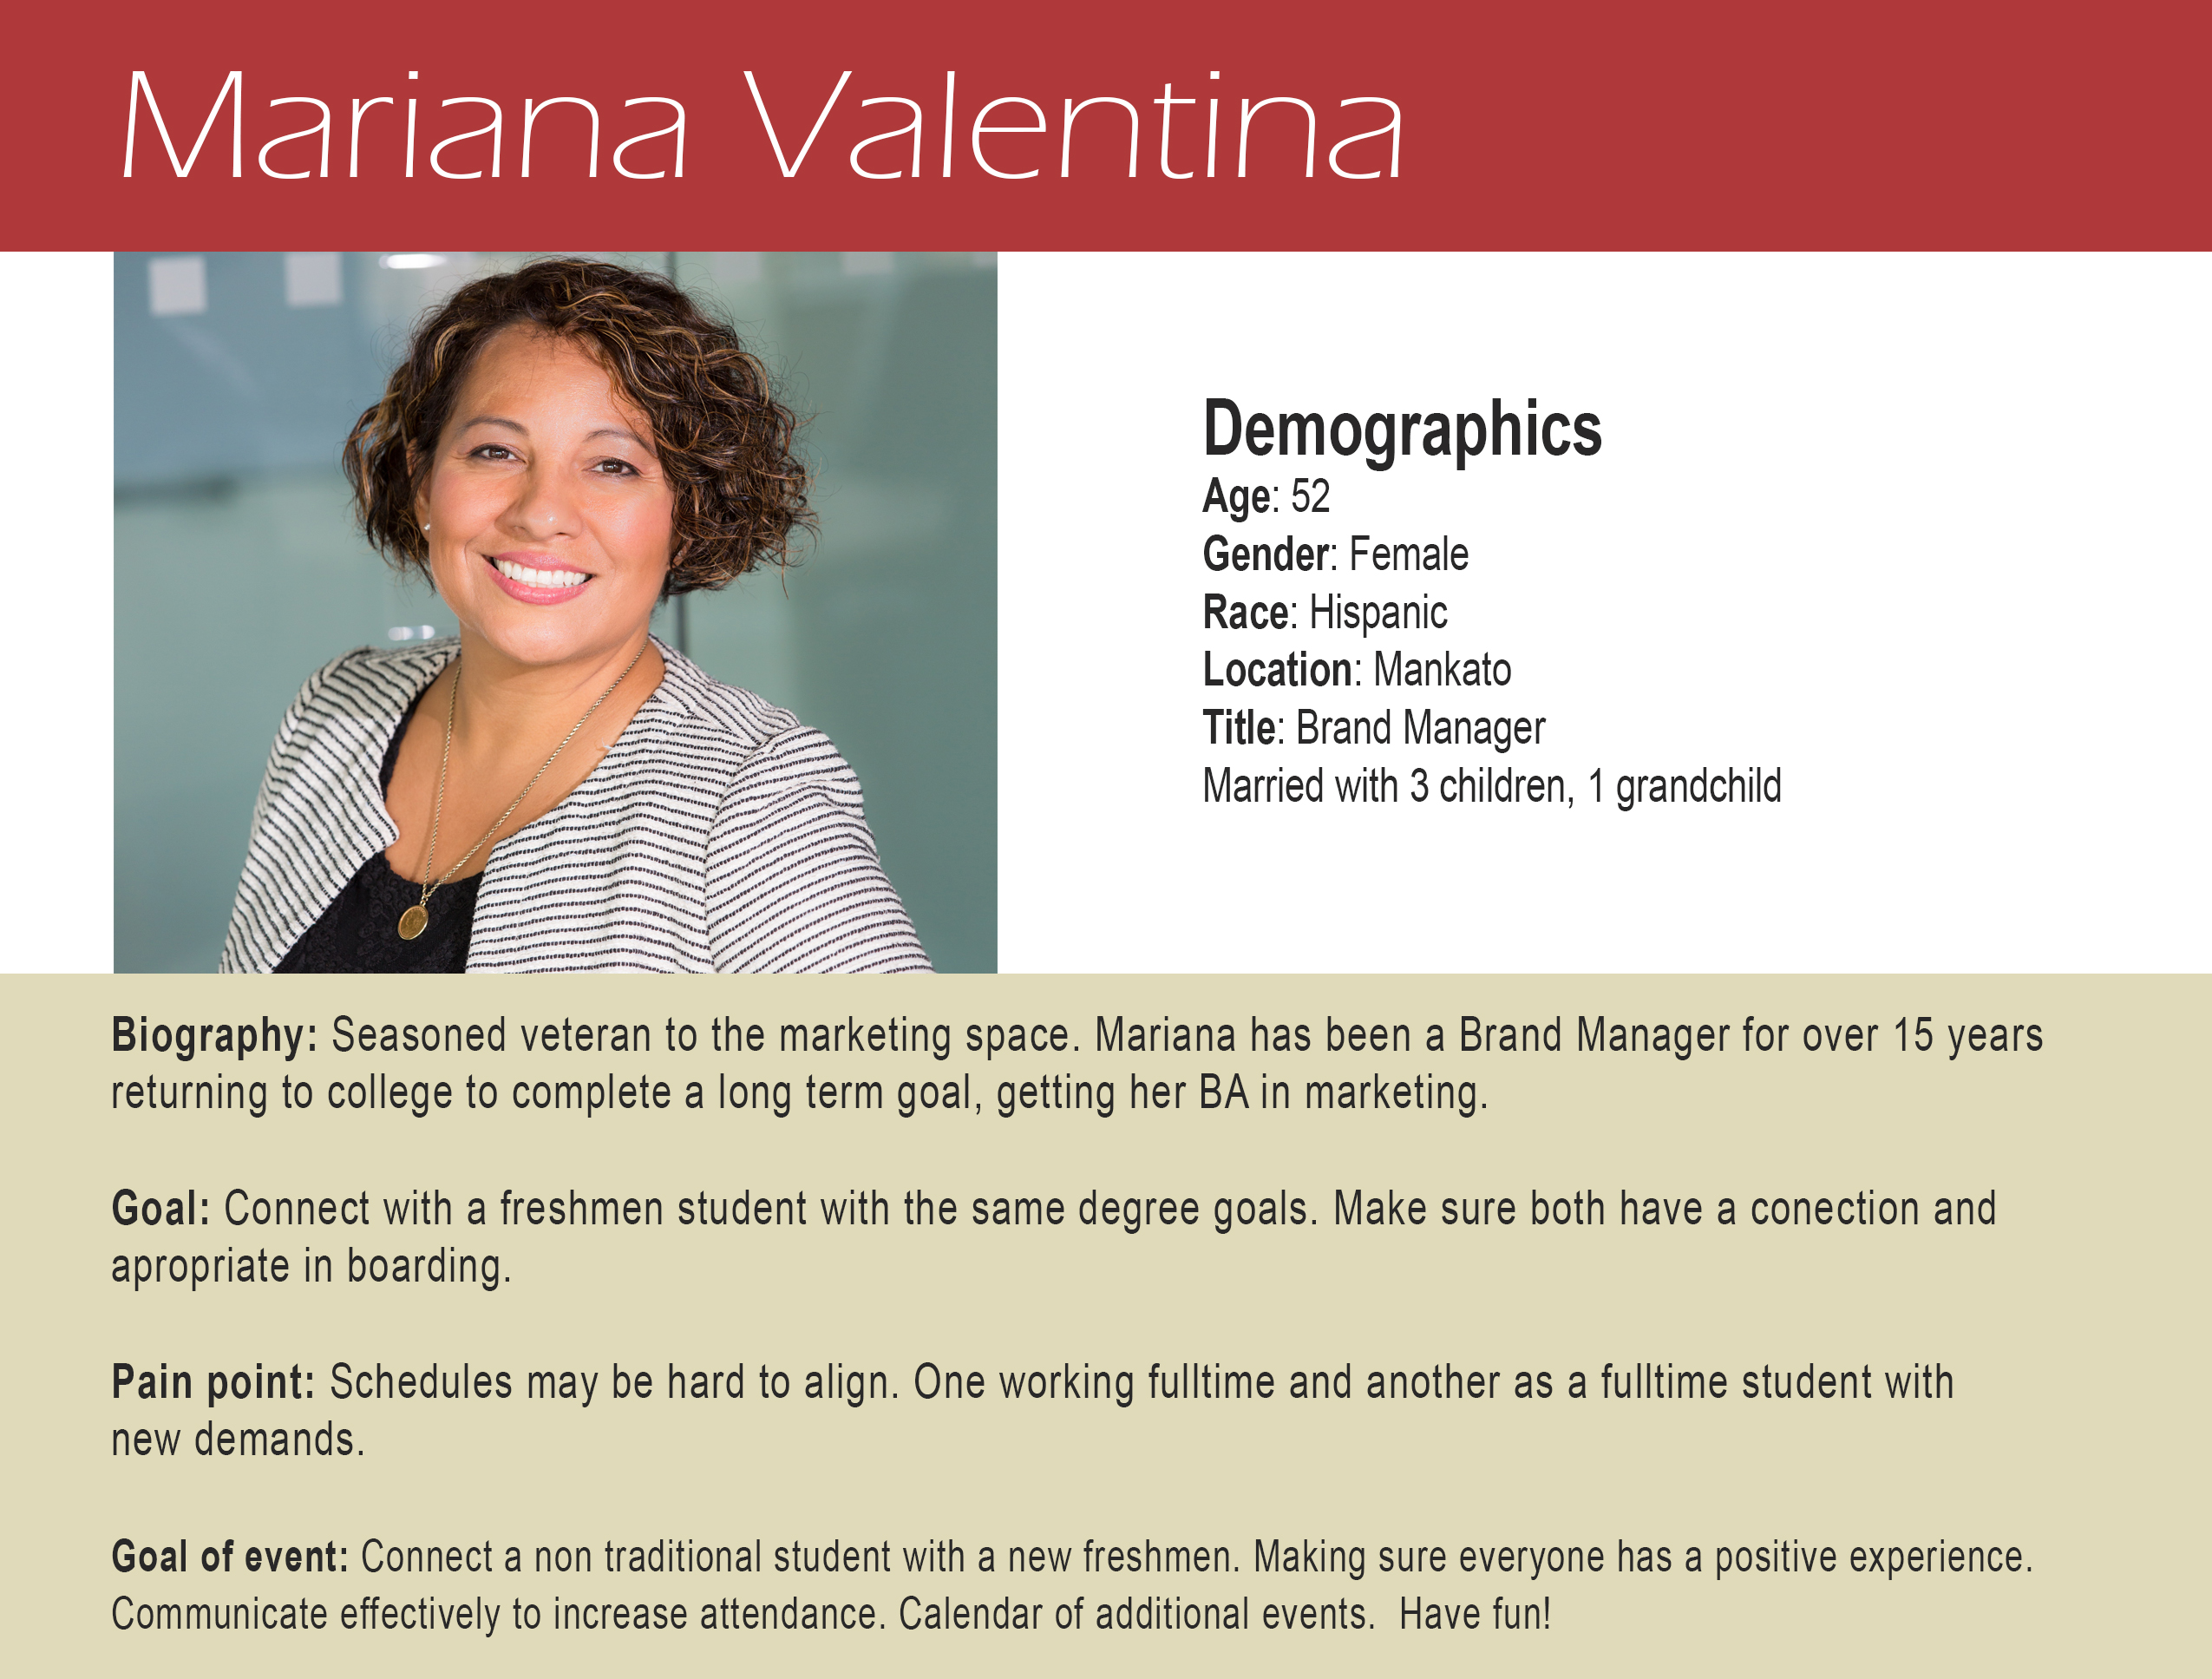 Mariana Valentina
Demographics
Age: 52
Gender: Female
Race: Hispanic
Location: Mankato
Title: Brand Manager
Married with 3 children, 1 grandchild
Biography: Seasoned veteran to the marketing space. Mariana has been a Brand Manager for over 15 years
returning to college to complete a long term goal, getting her BA in marketing.
Goal: Connect with a freshmen student with the same degree goals. Make sure both have a conection and
apropriate in boarding.
Pain point: Schedules may be hard to align. One working fulltime and another as a fulltime student with
new demands.
Goal of event: Connect a non traditional student with a new freshmen. Making sure everyone has a positive experience.
Communicate effectively to increase attendance. Calendar of additional events.  Have fun!